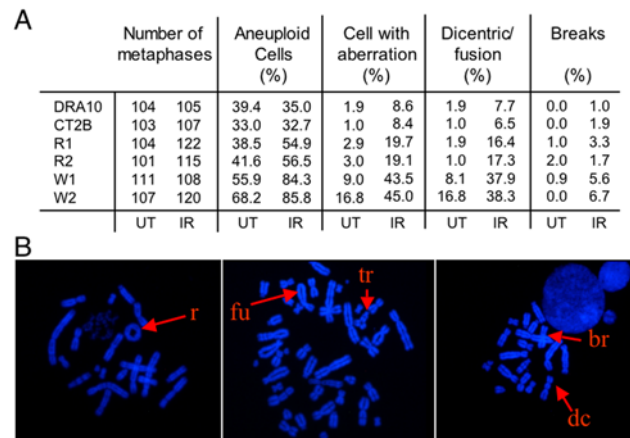 A
Number of metaphases Aneuploid Cells (%) Cell with aberration (%) Dicentric/ fusion (%) Breaks (%)
DRA10 104 105 39.4 35.0 1.9 8.6 1.9 7.7 0.0 1.0
CT2B 103 107 33.0 32.7 1.0 8.4 1.0 6.5 0.0 1.9
R1 104 122 38.5 54.9 2.9 19.7 1.9 16.4 1.0 3.3
R2 101 115 41.6 56.5 3.0 19.1 1.0 17.3 2.0 1.7
W1 111 108 55.9 84.3 9.0 43.5 8.1 37.9 0.9 5.6
W2 107 120 68.2 85.8 16.8 45.0 16.8 38.3 0.0 6.7
UT IR UT IR UT IR UT IR UT IR
B
r
fu
tr
br
dc